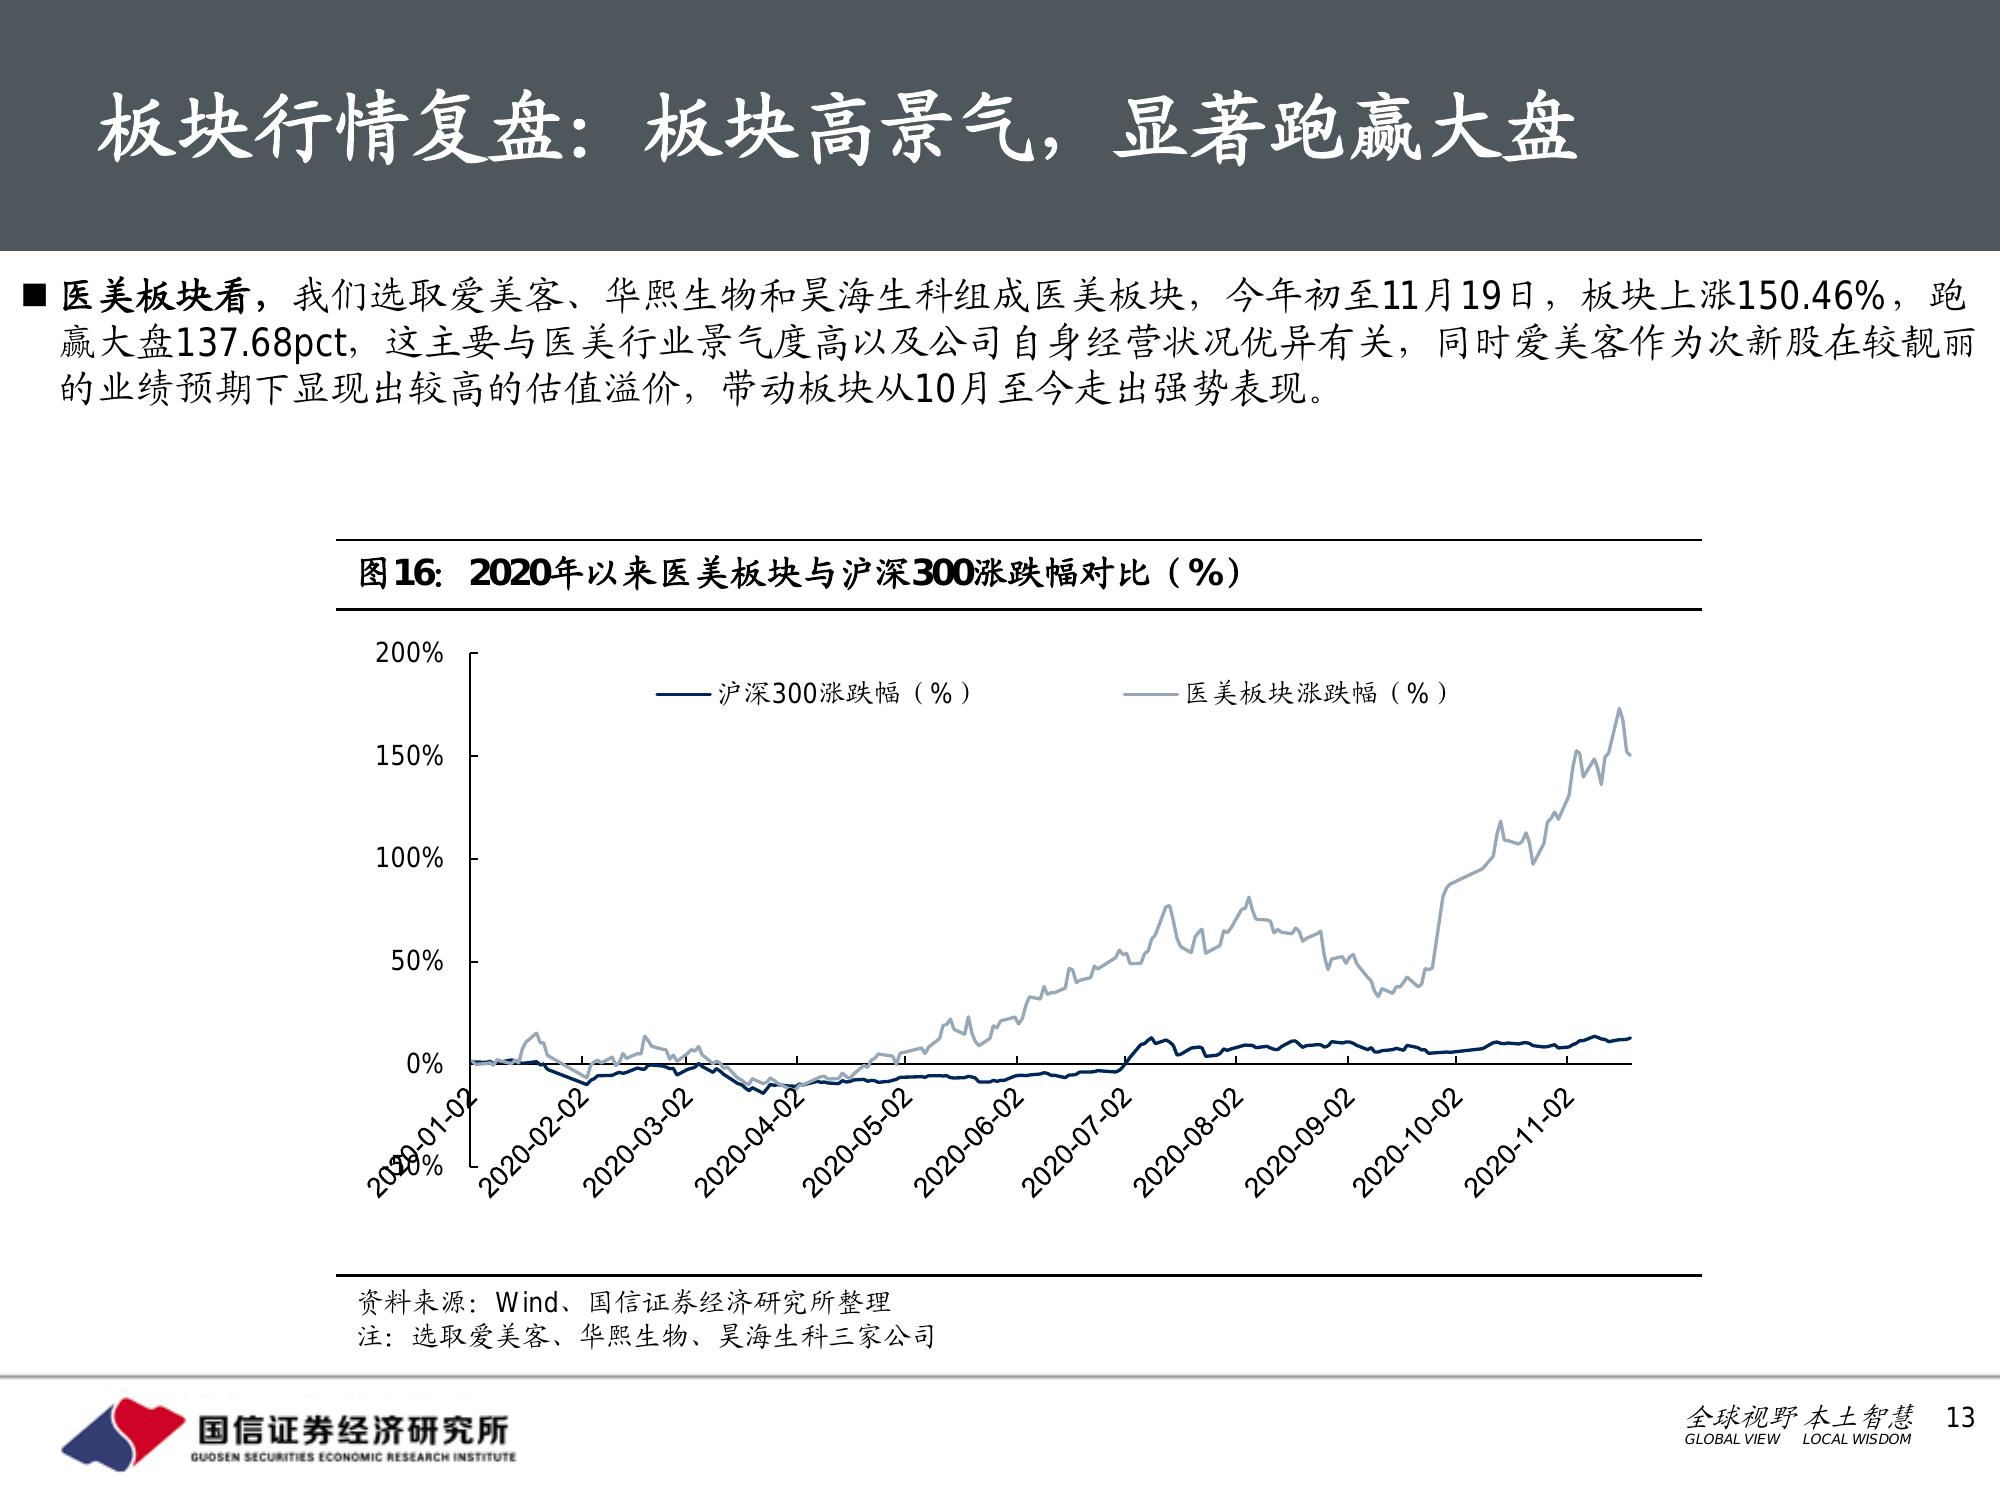 板块行情复盘：板块高景气，显著跑赢大盘
■ 医美板块看，我们选取爱美客、华熙生物和昊海生科组成医美板块，今年初至11月19日，板块上涨150.46%，跑
赢大盘137.68pct，这主要与医美行业景气度高以及公司自身经营状况优异有关，同时爱美客作为次新股在较靓丽
的业绩预期下显现出较高的估值溢价，带动板块从10月至今走出强势表现。
图16：2020年以来医美板块与沪深300涨跌幅对比（%）
200%
沪深300涨跌幅（%）
医美板块涨跌幅（%）
150%
100%
50%
0%
-50%
2020-01-02
2020-02-02
2020-03-02
2020-04-02
2020-05-02
2020-06-02
2020-07-02
2020-08-02
2020-09-02
2020-10-02
2020-11-02
资料来源：Wind、国信证券经济研究所整理
注：选取爱美客、华熙生物、昊海生科三家公司
国信证券经济研究所
GUOSEN SECURITIES ECONOMIC RESEARCH INSTITUTE
全球视野 本土智慧
GLOBAL VIEW LOCAL WISDOM
13